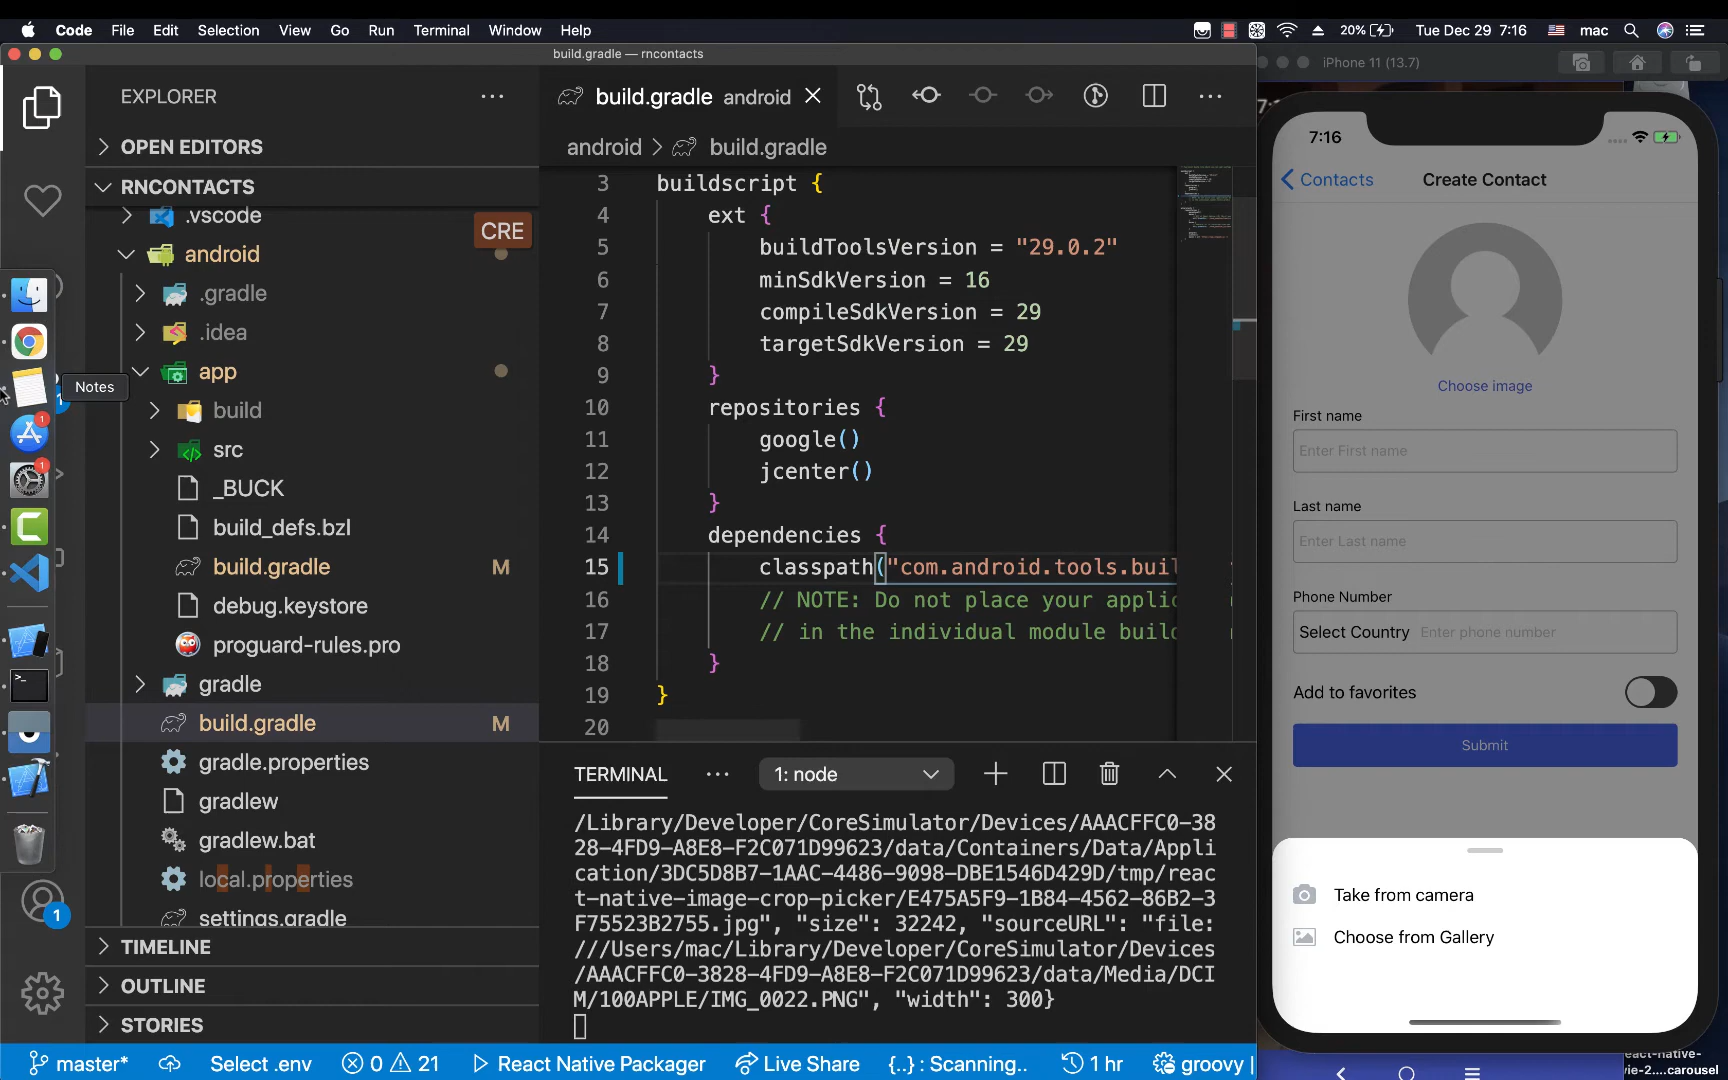 Code File Edit Selection View Go Run Terminal Window Help
20% Tue Dec 29 7:16 mac
build.gradle — rncontacts
iPhone 11 (13.7)
EXPLORER
OPEN EDITORS
RNCONTACTS
.vscode
CRE
android
.gradle
.idea
app
Notes
build
src
_BUCK
build_defs.bzl
build.gradle M
debug.keystore
proguard-rules.pro
gradle
build.gradle M
gradle.properties
gradlew
gradlew.bat
local.properties
settings.gradle
TIMELINE
OUTLINE
STORIES
1
1
1
build.gradle android
android > build.gradle
3 buildscript {
4 ext {
5 buildToolsVersion = "29.0.2"
6 minSdkVersion = 16
7 compileSdkVersion = 29
8 targetSdkVersion = 29
9 }
10 repositories {
11 google()
12 jcenter()
13 }
14 dependencies {
15 classpath("com.android.tools.buil
16 // NOTE: Do not place your applic
17 // in the individual module build
18 }
19 }
20
TERMINAL 1: node
/Library/Developer/CoreSimulator/Devices/AAACFFC0-38
28-4FD9-A8E8-F2C071D99623/data/Containers/Data/Appli
cation/3DC5D8B7-1AAC-4486-9098-DBE1546D429D/tmp/reac
t-native-image-crop-picker/E475A5F9-1B84-4562-86B2-3
F75523B2755.jpg", "size": 32242, "sourceURL": "file:
///Users/mac/Library/Developer/CoreSimulator/Devices
/AAACFFC0-3828-4FD9-A8E8-F2C071D99623/data/Media/DCI
M/100APPLE/IMG_0022.PNG", "width": 300}
master* Select .env 0 21 React Native Packager Live Share {..} : Scanning.. 1 hr groovy |
7:16
Contacts Create Contact
Choose image
First name
Enter First name
Last name
Enter Last name
Phone Number
Select Country Enter phone number
Add to favorites
Submit
Take from camera
Choose from Gallery
react-native-
vie-2....carousel